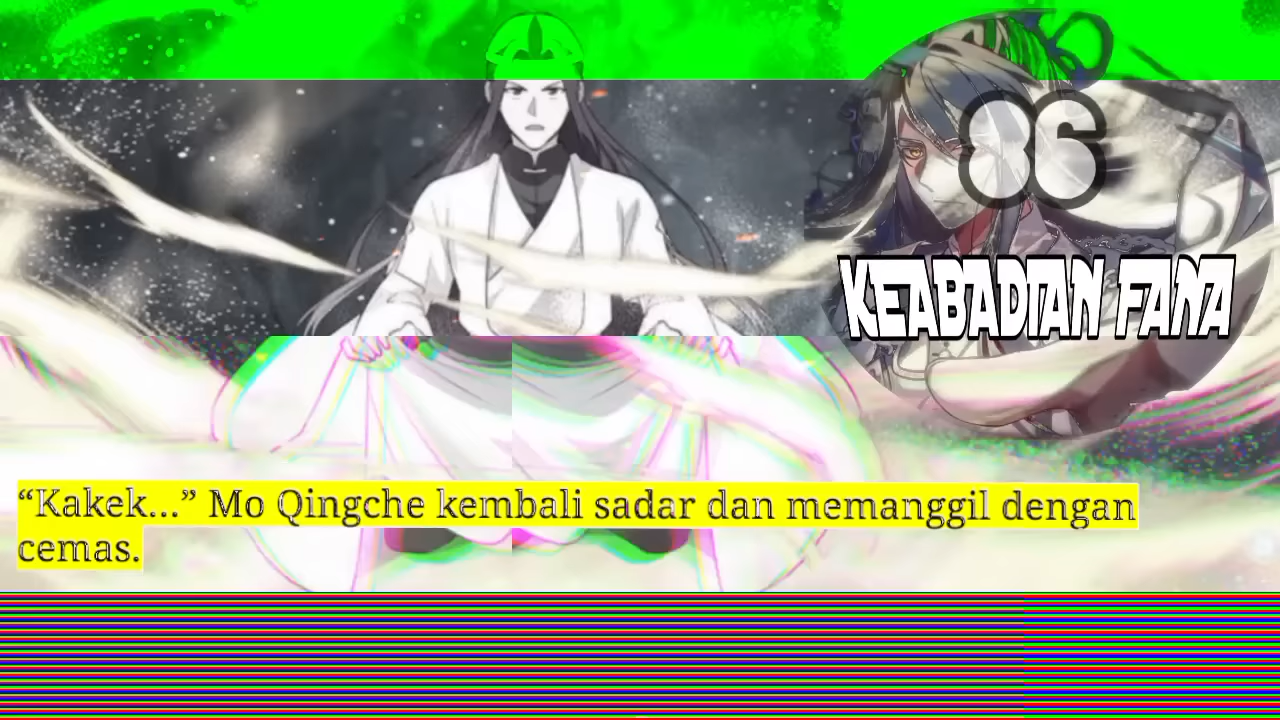 86
KEABADIAN FANA
“Kakek...” Mo Qingche kembali sadar dan memanggil dengan
cemas.